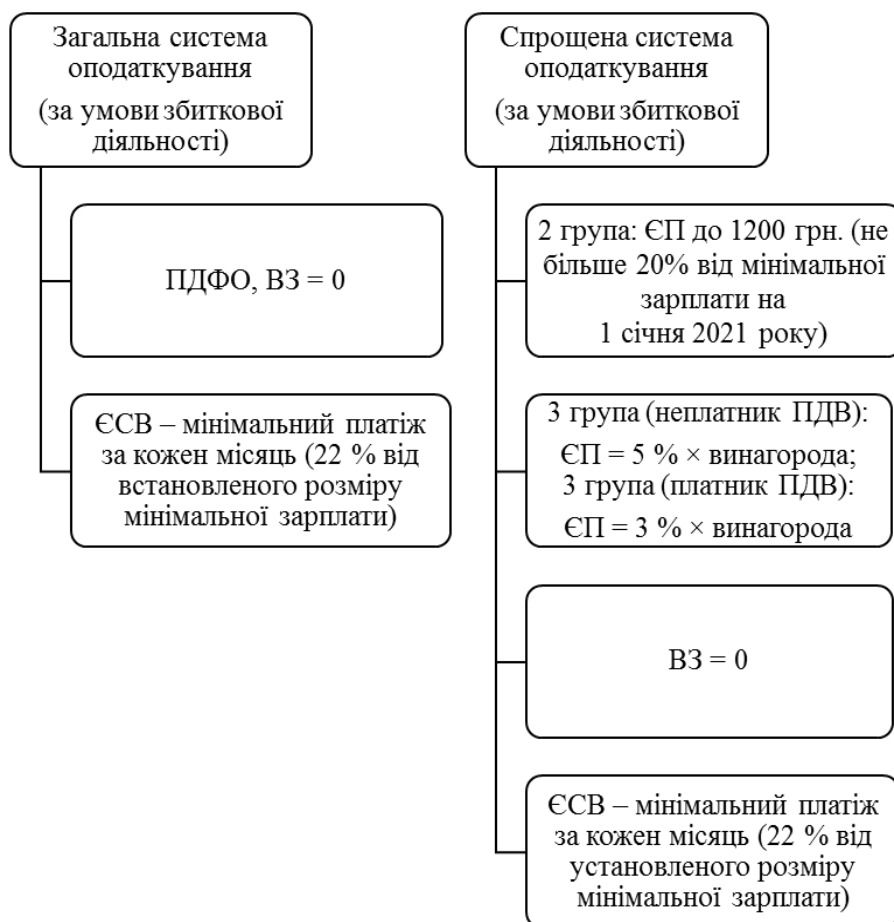 Загальна система
оподаткування
(за умови збиткової
діяльності)
ПДФО, ВЗ = 0
ЄСВ – мінімальний платіж
за кожен місяць (22 % від
встановленого розміру
мінімальної зарплати)
Спрощена система
оподаткування
(за умови збиткової
діяльності)
2 група: ЄП до 1200 грн. (не
більше 20% від мінімальної
зарплати на
1 січня 2021 року)
3 група (неплатник ПДВ):
ЄП = 5 % × винагорода;
3 група (платник ПДВ):
ЄП = 3 % × винагорода
ВЗ = 0
ЄСВ – мінімальний платіж
за кожен місяць (22 % від
установленого розміру
мінімальної зарплати)